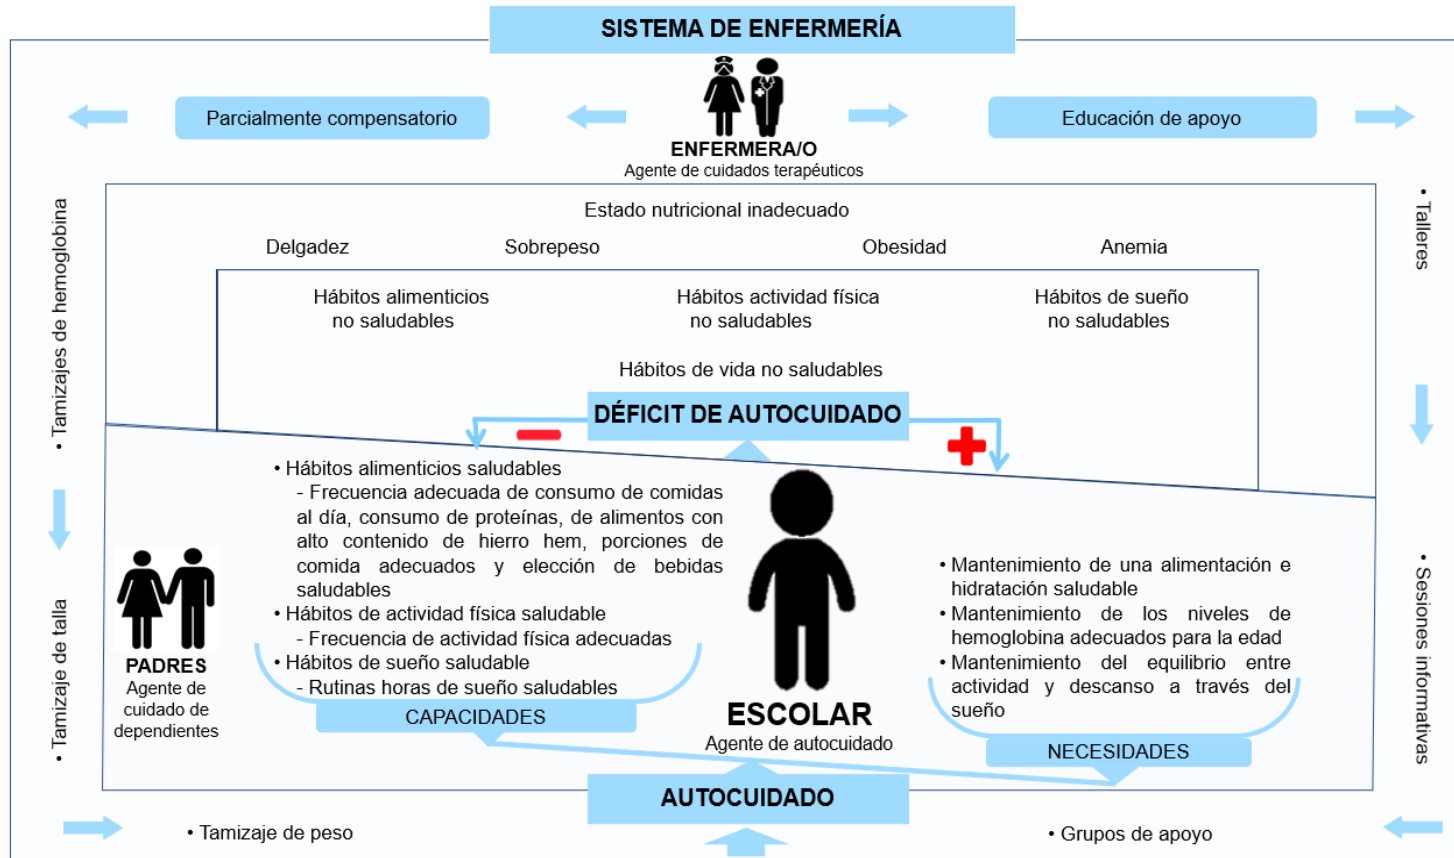 SISTEMA DE ENFERMERÍA
Parcialmente compensatorio
Educación de apoyo
ENFERMERA/O
Agente de cuidados terapéuticos
• Tamizajes de hemoglobina
• Tamizaje de talla
• Talleres
• Sesiones informativas
Estado nutricional inadecuado
Delgadez
Sobrepeso
Obesidad
Anemia
Hábitos alimenticios
no saludables
Hábitos actividad física
no saludables
Hábitos de sueño
no saludables
Hábitos de vida no saludables
DÉFICIT DE AUTOCUIDADO
• Hábitos alimenticios saludables
- Frecuencia adecuada de consumo de comidas
al día, consumo de proteínas, de alimentos con
alto contenido de hierro hem, porciones de
comida adecuados y elección de bebidas
saludables
• Hábitos de actividad física saludable
- Frecuencia de actividad física adecuadas
• Hábitos de sueño saludable
- Rutinas horas de sueño saludables
CAPACIDADES
PADRES
Agente de
cuidado de
dependientes
ESCOLAR
Agente de autocuidado
• Mantenimiento de una alimentación e
hidratación saludable
• Mantenimiento de los niveles de
hemoglobina adecuados para la edad
• Mantenimiento del equilibrio entre
actividad y descanso a través del
sueño
NECESIDADES
AUTOCUIDADO
• Tamizaje de peso
• Grupos de apoyo